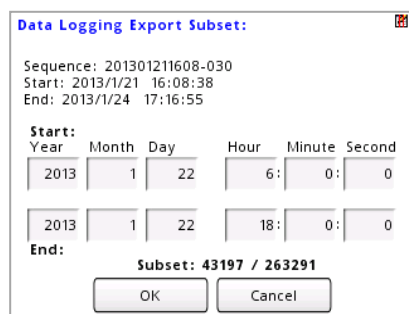 Data Logging Export Subset:
Sequence: 201301211608-030
Start: 2013/1/21 16:08:38
End: 2013/1/24 17:16:55
Start:
Year Month Day Hour Minute Second
2013 1 22 6: 0: 0
2013 1 22 18: 0: 0
End:
Subset: 43197 / 263291
OK Cancel